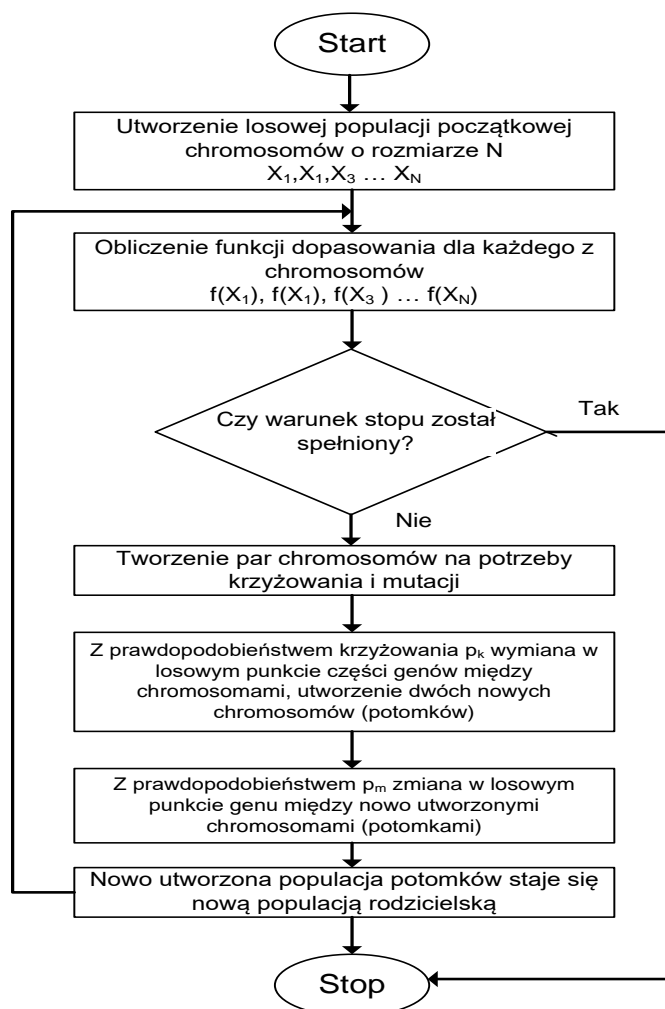 Start
Utworzenie losowej populacji początkowej
chromosomów o rozmiarze N
X₁,X₁,X₃ … X_N
Obliczenie funkcji dopasowania dla każdego z
chromosomów
f(X₁), f(X₁), f(X₃ ) … f(X_N)
Czy warunek stopu został
spełniony?
Tak
Nie
Tworzenie par chromosomów na potrzeby
krzyżowania i mutacji
Z prawdopodobieństwem krzyżowania pₖ wymiana w
losowym punkcie części genów między
chromosomami, utworzenie dwóch nowych
chromosomów (potomków)
Z prawdopodobieństwem pₘ zmiana w losowym
punkcie genu między nowo utworzonymi
chromosomami (potomkami)
Nowo utworzona populacja potomków staje się
nową populacją rodzicielską
Stop